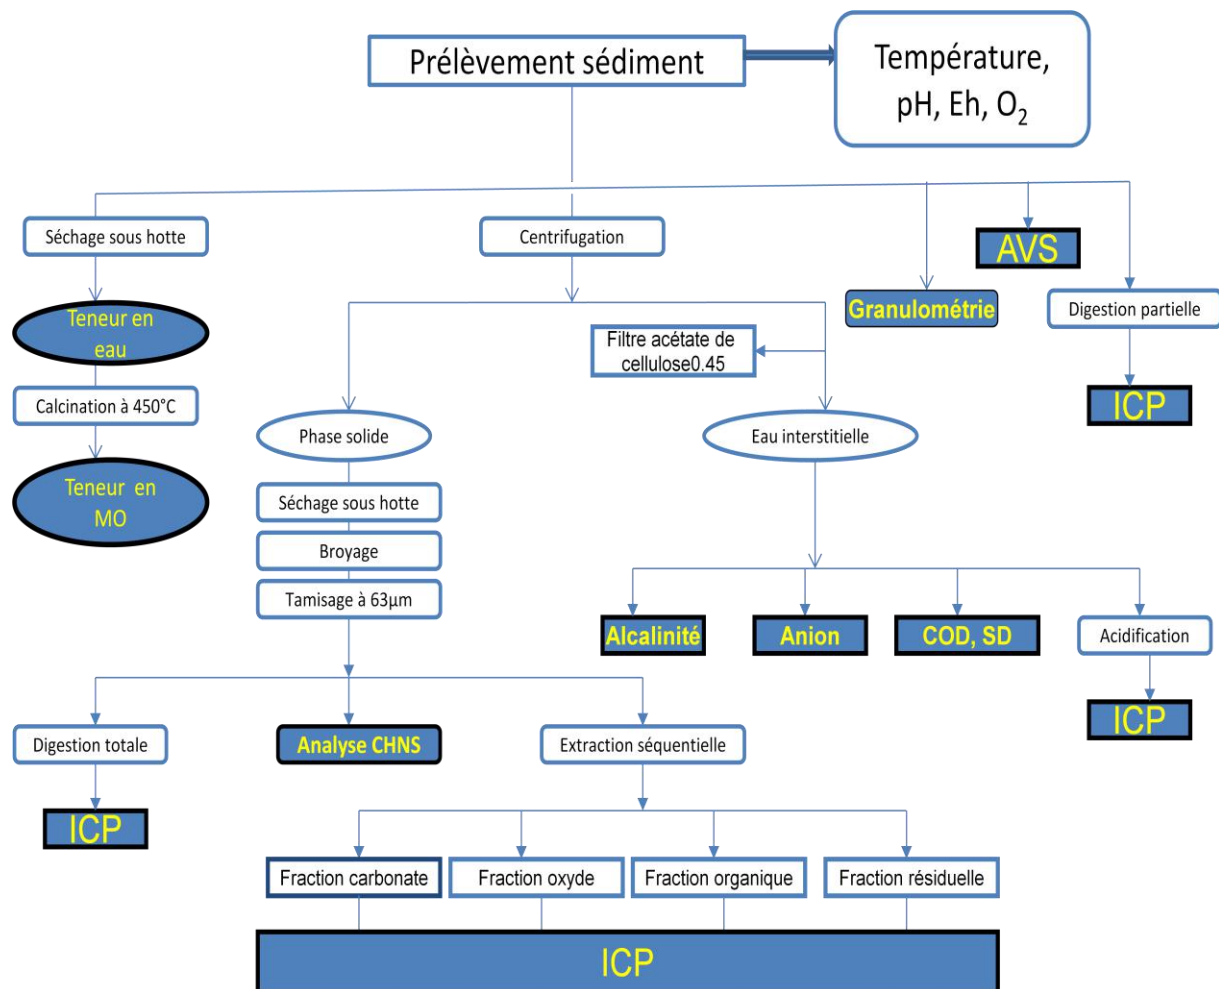 Prélèvement sédiment
Température,
pH, Eh, O₂
Séchage sous hotte
Centrifugation
AVS
Granulométrie
Digestion partielle
Teneur en
eau
Filtre acétate de
cellulose0.45
Calcination à 450°C
ICP
Phase solide
Eau interstitielle
Teneur en
MO
Séchage sous hotte
Broyage
Tamisage à 63µm
Alcalinité
Anion
COD, SD
Acidification
ICP
Digestion totale
Analyse CHNS
Extraction séquentielle
ICP
Fraction carbonate
Fraction oxyde
Fraction organique
Fraction résiduelle
ICP